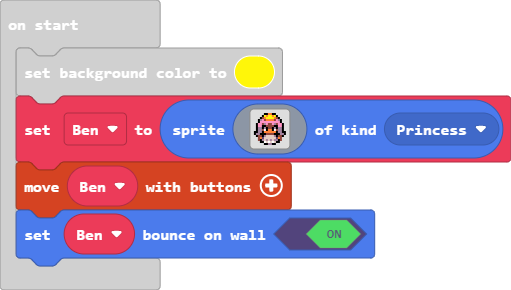 on start
set background color to
set Ben to sprite of kind Princess
move Ben with buttons
set Ben bounce on wall ON